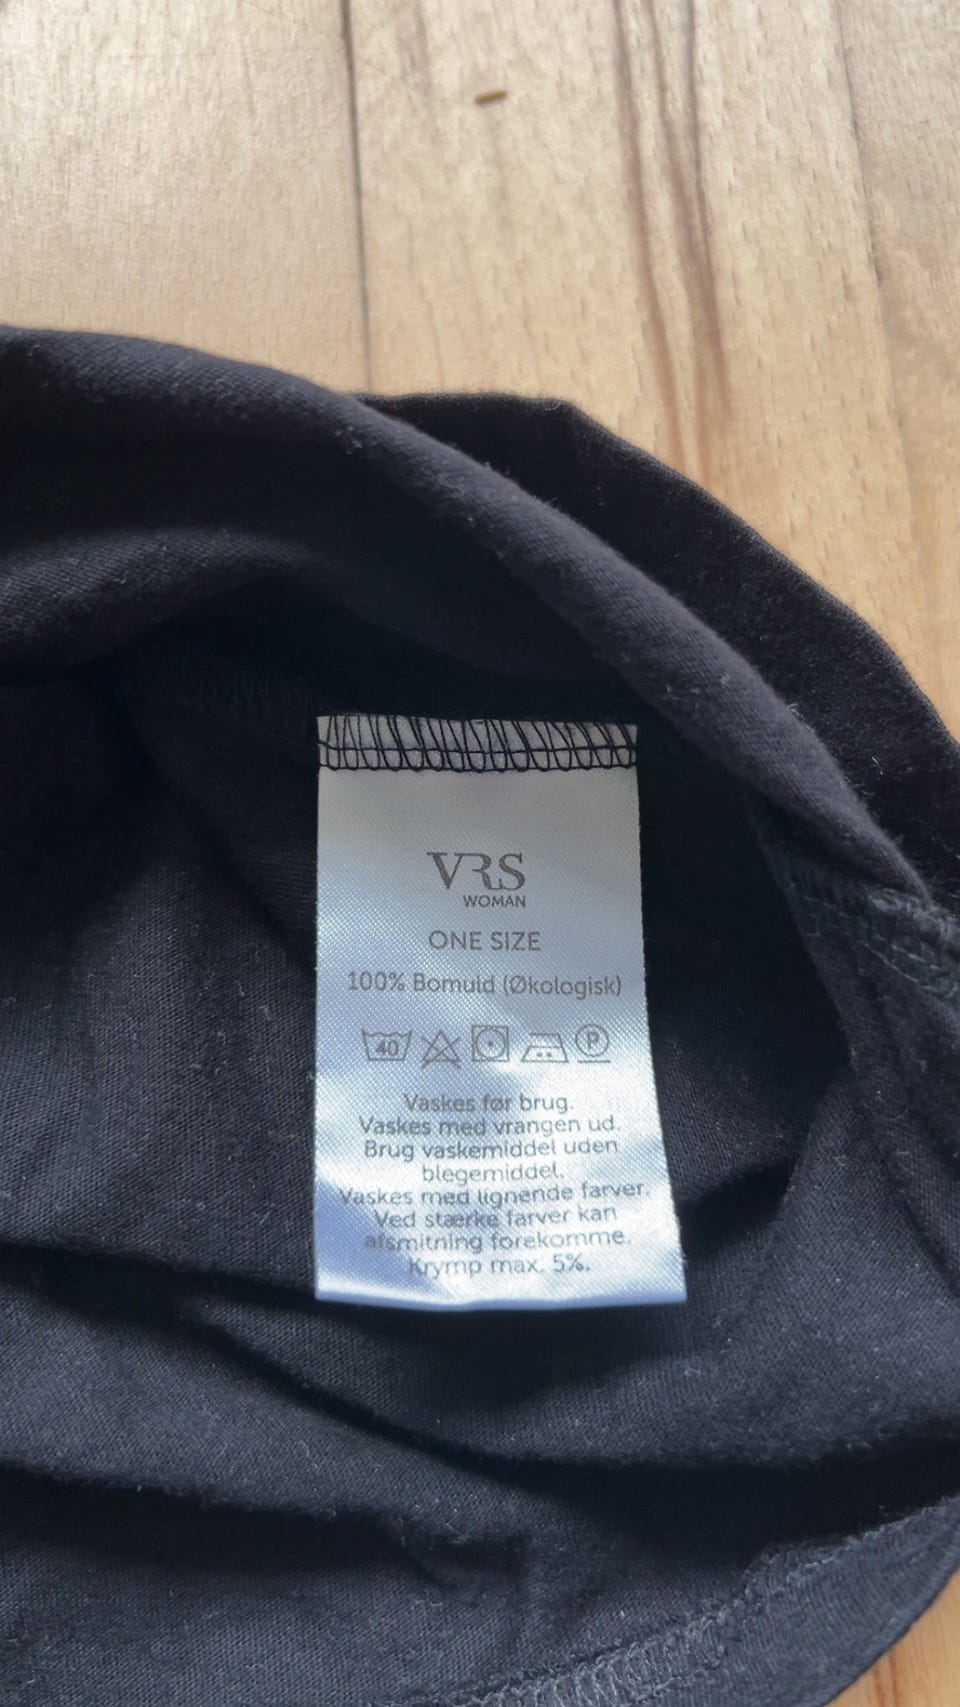 VRS
WOMAN
ONE SIZE
100% Bomuld (Økologisk)
40 P
Vaskes før brug.
Vaskes med vrangen ud.
Brug vaskemiddel uden
blegemiddel.
Vaskes med lignende farver.
Ved stærke farver kan
afsmitning forekomme.
Krymp max. 5%.